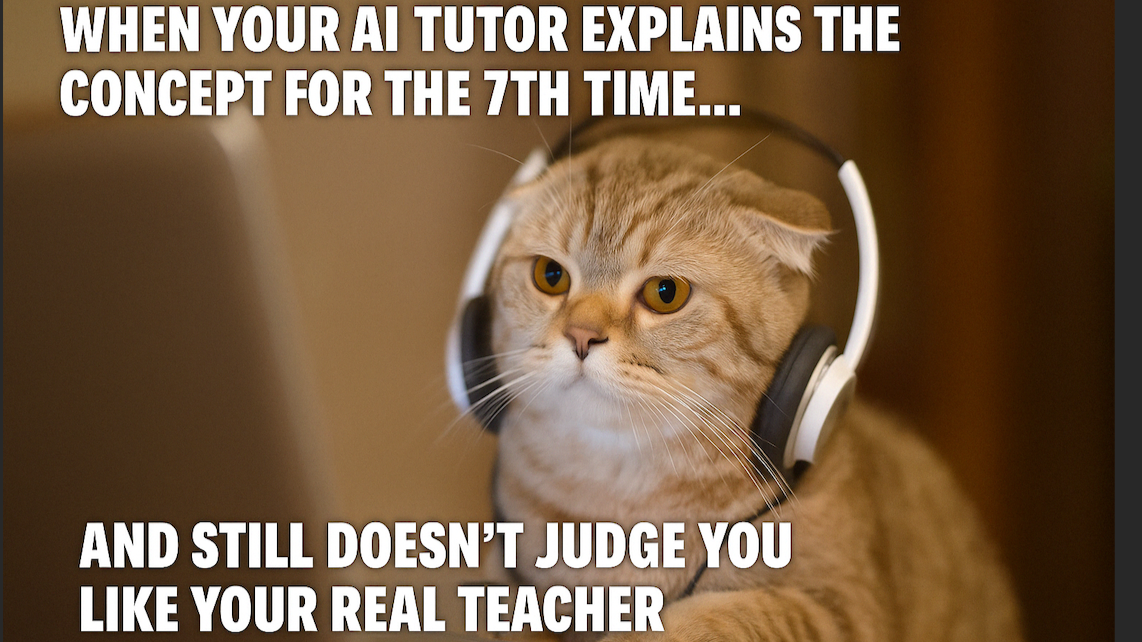 WHEN YOUR AI TUTOR EXPLAINS THE
CONCEPT FOR THE 7TH TIME...
AND STILL DOESN’T JUDGE YOU
LIKE YOUR REAL TEACHER